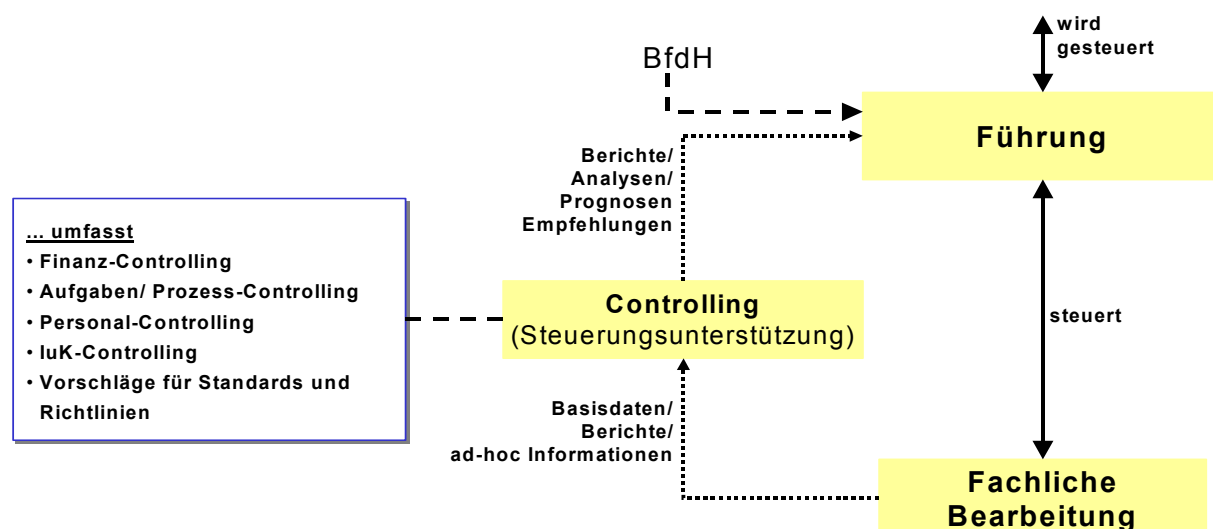 wird
gesteuert
BfdH
Führung
Berichte/
Analysen/
Prognosen
Empfehlungen
... umfasst
• Finanz-Controlling
• Aufgaben/ Prozess-Controlling
• Personal-Controlling
• IuK-Controlling
• Vorschläge für Standards und
Richtlinien
Controlling
(Steuerungsunterstützung)
steuert
Basisdaten/
Berichte/
ad-hoc Informationen
Fachliche
Bearbeitung